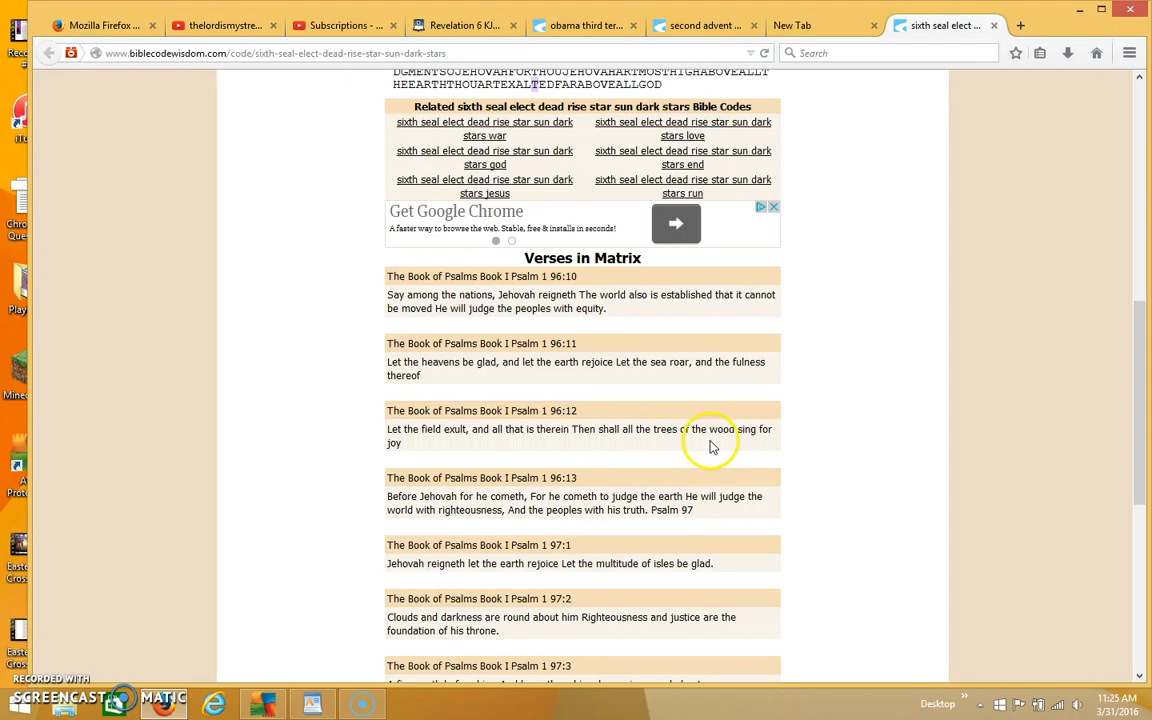 Mozilla Firefox
thelordismystre...
Subscriptions - ...
Revelation 6 KJ...
obama third ter...
second advent ...
New Tab
sixth seal elect ...
www.biblecodewisdom.com/code/sixth-seal-elect-dead-rise-star-sun-dark-stars
Search
DGMENTSOJEHOVAHFORTHOUJEHOVAHARTMOSTHIGHABOVEALLT
HEEARTHTHOUARTEXALTEDFARABOVEALLGOD
Related sixth seal elect dead rise star sun dark stars Bible Codes
sixth seal elect dead rise star sun dark
stars war
sixth seal elect dead rise star sun dark
stars love
sixth seal elect dead rise star sun dark
stars god
sixth seal elect dead rise star sun dark
stars end
sixth seal elect dead rise star sun dark
stars jesus
sixth seal elect dead rise star sun dark
stars run
Get Google Chrome
A faster way to browse the web. Stable, free & installs in seconds!
Verses in Matrix
The Book of Psalms Book I Psalm 1 96:10
Say among the nations, Jehovah reigneth The world also is established that it cannot
be moved He will judge the peoples with equity.
The Book of Psalms Book I Psalm 1 96:11
Let the heavens be glad, and let the earth rejoice Let the sea roar, and the fulness
thereof
The Book of Psalms Book I Psalm 1 96:12
Let the field exult, and all that is therein Then shall all the trees of the wood sing for
joy
The Book of Psalms Book I Psalm 1 96:13
Before Jehovah for he cometh, For he cometh to judge the earth He will judge the
world with righteousness, And the peoples with his truth. Psalm 97
The Book of Psalms Book I Psalm 1 97:1
Jehovah reigneth let the earth rejoice Let the multitude of isles be glad.
The Book of Psalms Book I Psalm 1 97:2
Clouds and darkness are round about him Righteousness and justice are the
foundation of his throne.
The Book of Psalms Book I Psalm 1 97:3
Reco
#
iTu
Chro
Que
Play
Mine
A
Prote
Easte
Cros
Easte
Cros
RECORDED WITH
SCREENCAST MATIC
Desktop
11:25 AM
3/31/2016